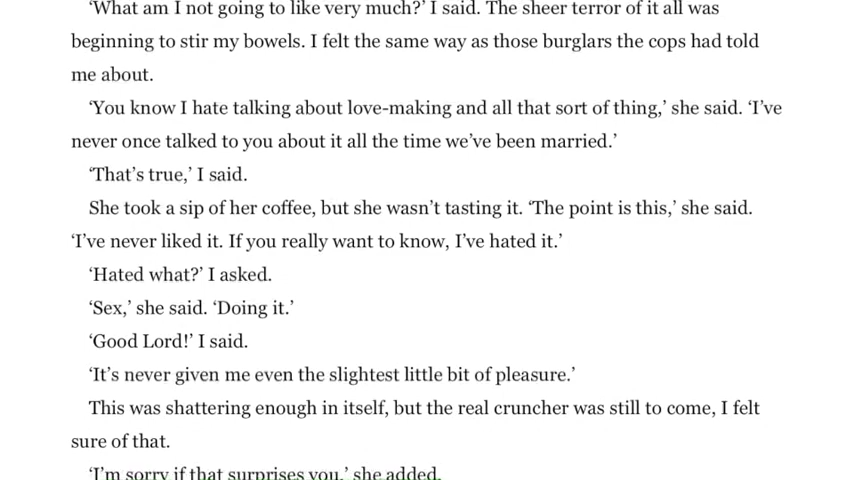 ‘What am I not going to like very much?’ I said. The sheer terror of it all was
beginning to stir my bowels. I felt the same way as those burglars the cops had told
me about.
‘You know I hate talking about love-making and all that sort of thing,’ she said. ‘I’ve
never once talked to you about it all the time we’ve been married.’
‘That’s true,’ I said.
She took a sip of her coffee, but she wasn’t tasting it. ‘The point is this,’ she said.
‘I’ve never liked it. If you really want to know, I’ve hated it.’
‘Hated what?’ I asked.
‘Sex,’ she said. ‘Doing it.’
‘Good Lord!’ I said.
‘It’s never given me even the slightest little bit of pleasure.’
This was shattering enough in itself, but the real cruncher was still to come, I felt
sure of that.
‘I’m sorry if that surprises you,’ she added.